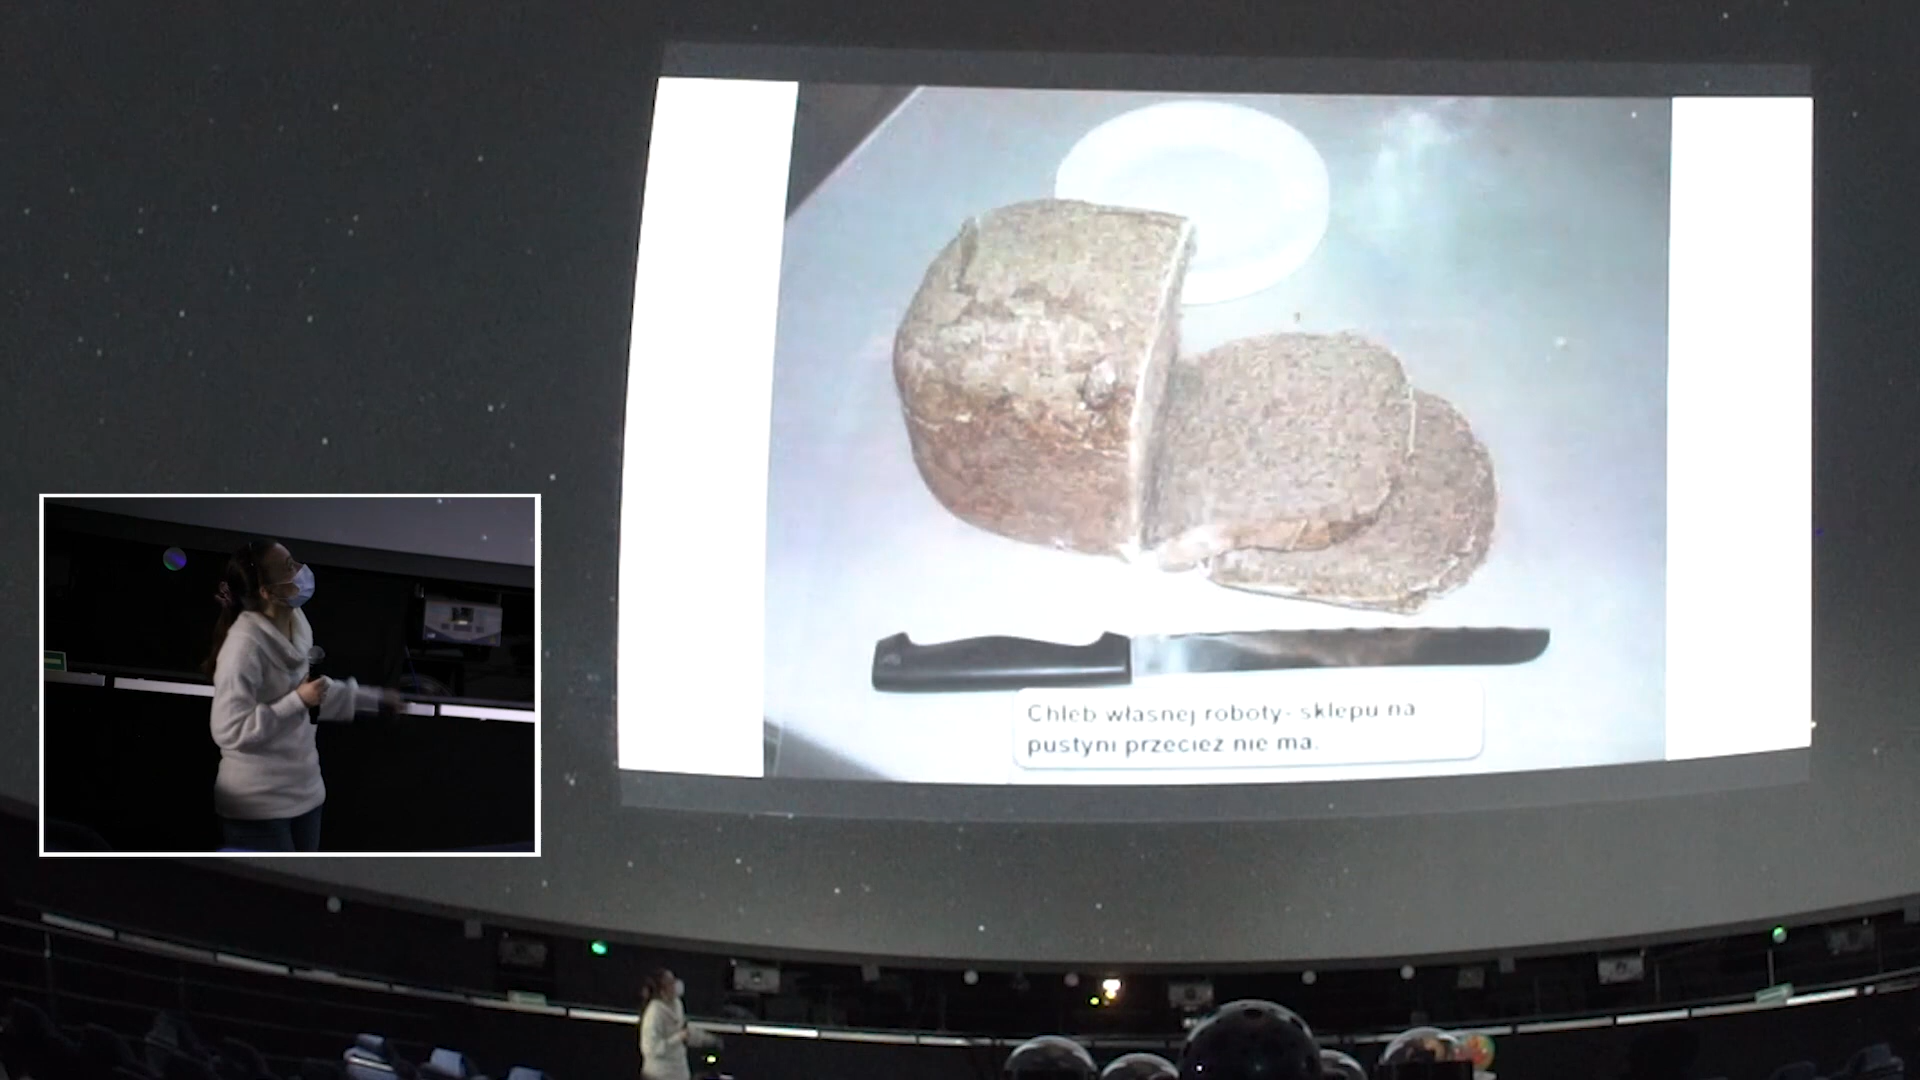 Chleb własnej roboty- sklepu na
pustyni przecież nie ma.